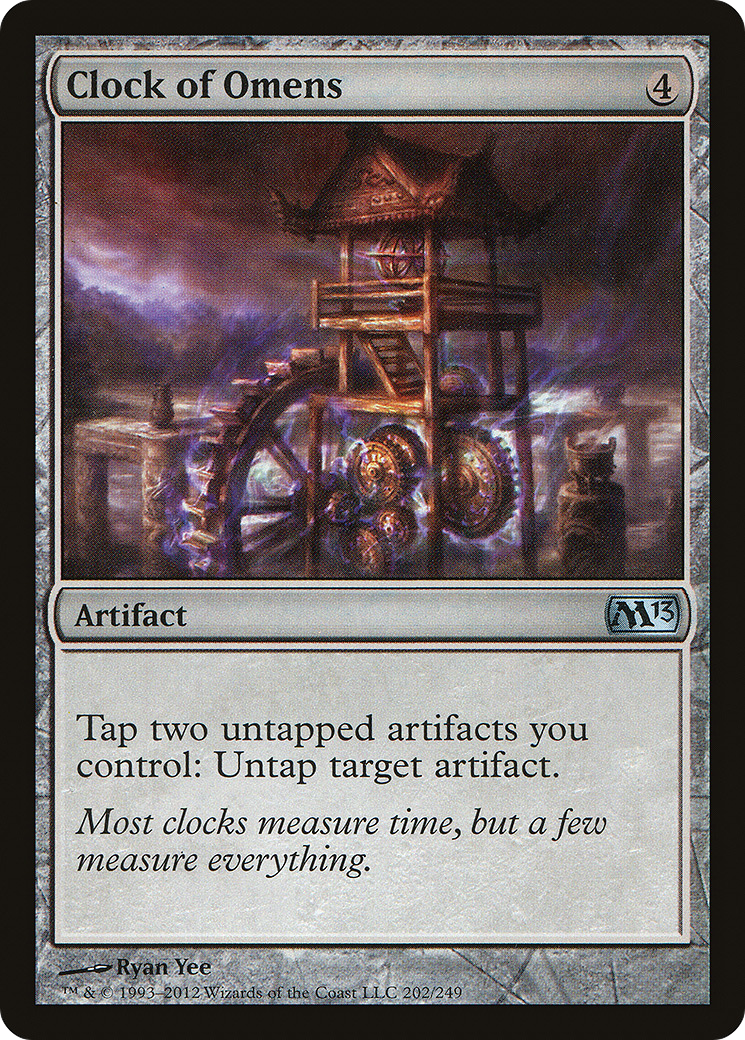 Clock of Omens
4
Artifact
M13
Tap two untapped artifacts you
control: Untap target artifact.
Most clocks measure time, but a few
measure everything.
Ryan Yee
™ & © 1993–2012 Wizards of the Coast LLC 202/249